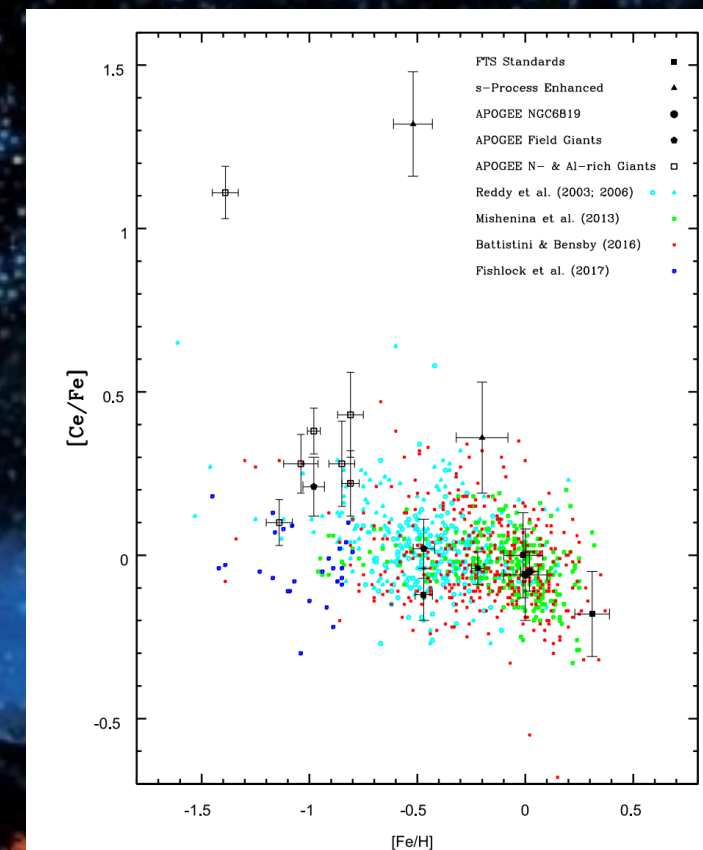 FTS Standards
s-Process Enhanced
APOGEE NGC6819
APOGEE Field Giants
APOGEE N- & Al-rich Giants
Reddy et al. (2003; 2006)
Mishenina et al. (2013)
Battistini & Bensby (2016)
Fishlock et al. (2017)
1.5
1
0.5
0
-0.5
[Ce/Fe]
-1.5 -1 -0.5 0 0.5
[Fe/H]